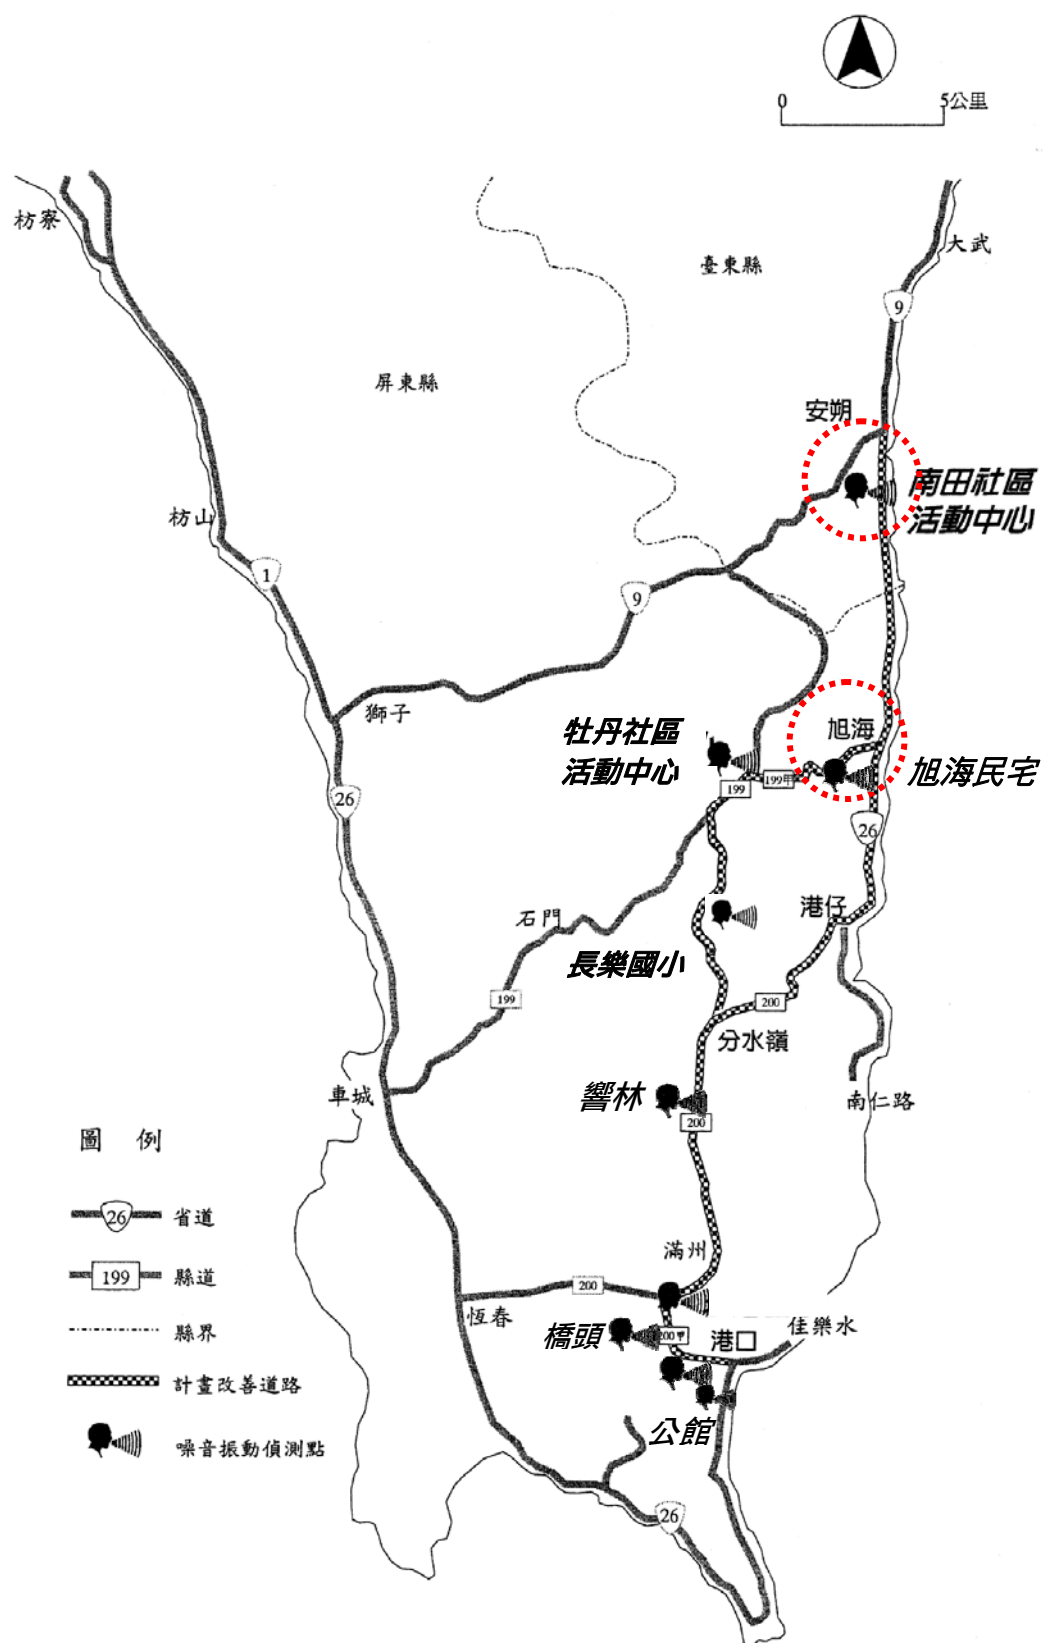 0 5公里
枋寮
大武
臺東縣
9
屏東縣
安朔
南田社區
活動中心
枋山
1
9
獅子
牡丹社區
活動中心
旭海
旭海民宅
199甲
199
26
26
港仔
石門
長樂國小
199
200
分水嶺
車城
響林
南仁路
200
圖 例
26 省道
滿州
199 縣道
200
恆春
縣界
橋頭
200甲
港口
佳樂水
計畫改善道路
公館
噪音振動偵測點
26